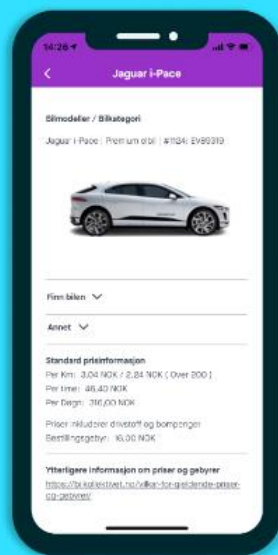 14:26
Jaguar i-Pace
Bilmodeller / Bilkategori
Jaguar i-Pace | Premium elbil | #1124: EV89319
Finn bilen
Annet
Standard prisinformasjon
Per Km: 3,04 NOK / 2,24 NOK ( Over 200 )
Per time: 46,40 NOK
Per Døgn: 316,00 NOK
Priser inkluderer drivstoff og bompenger
Bestillingsgebyr: 16,00 NOK
Ytterligere informasjon om priser og gebyrer
https://bilkollektivet.no/vilkar-for-gjeldende-priser-
og-gebyrer/